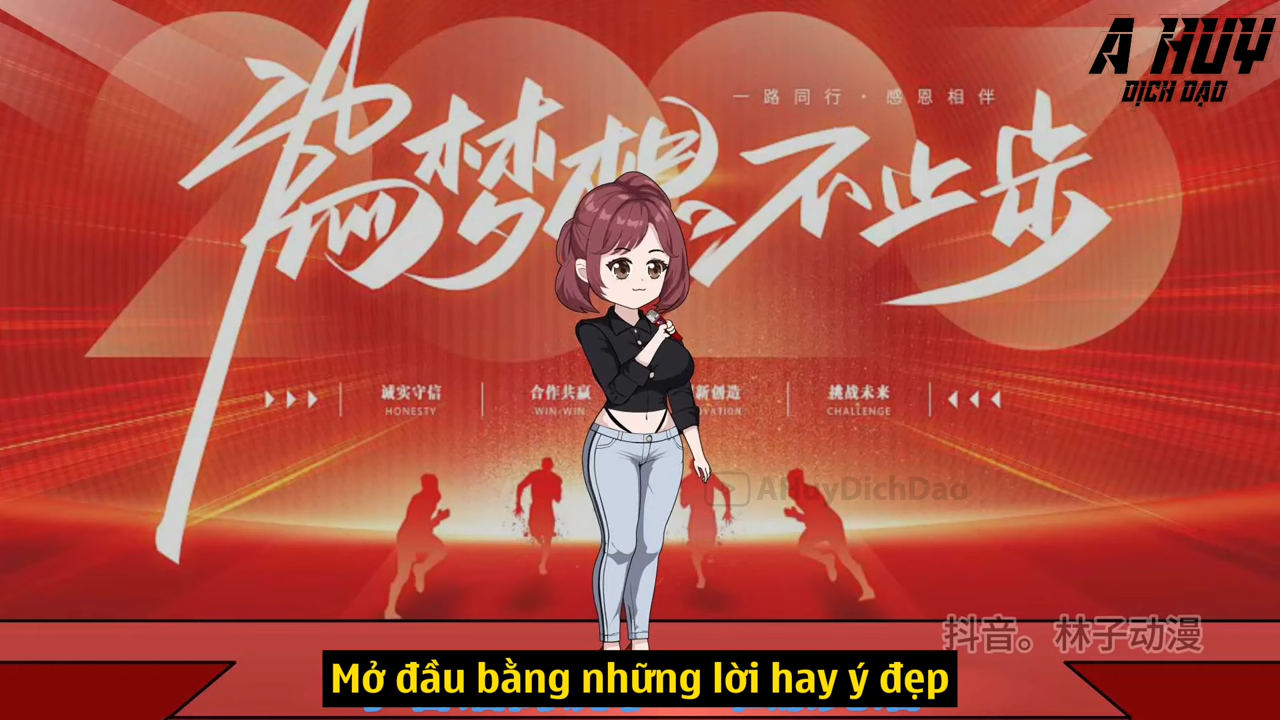 A HUY
DỊCH DẠO
一路同行·感恩相伴
为梦想 不止步
诚实守信
HONESTY
合作共赢
WIN-WIN
新创造
OVATION
挑战未来
CHALLENGE
AHuyDichDao
抖音。林子动漫
Mở đầu bằng những lời hay ý đẹp